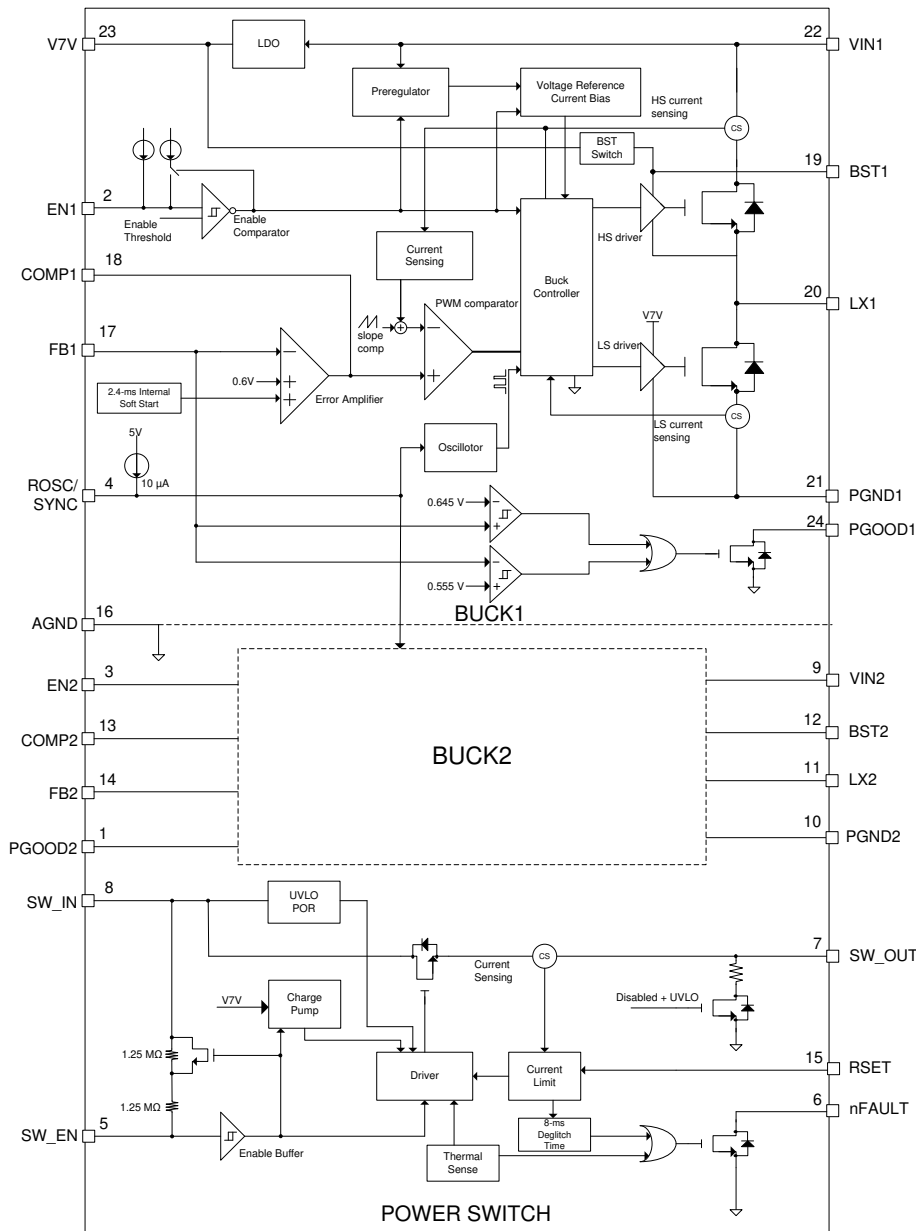 V7V
23
LDO
22
VIN1
Preregulator
Voltage Reference
Current Bias
HS current
sensing
CS
BST
Switch
19
BST1
2
EN1
Enable
Threshold
Enable
Comparator
18
COMP1
Current
Sensing
HS driver
Buck
Controller
20
LX1
17
FB1
PWM comparator
slope
comp
+
−
+
V7V
LS driver
−
0.6V
+
+
Error Amplifier
2.4-ms Internal
Soft Start
CS
LS current
sensing
5V
10 µA
Oscillotor
ROSC/
SYNC
4
21
PGND1
0.645 V
−
+
24
PGOOD1
−
0.555 V
+
BUCK1
16
AGND
3
EN2
9
VIN2
13
COMP2
12
BST2
BUCK2
14
FB2
11
LX2
1
PGOOD2
10
PGND2
8
SW_IN
UVLO
POR
7
SW_OUT
Current
Sensing
CS
V7V
Charge
Pump
Disabled + UVLO
1.25 MΩ
Driver
Current
Limit
15
RSET
1.25 MΩ
6
nFAULT
5
SW_EN
Enable Buffer
8-ms
Deglitch
Time
Thermal
Sense
POWER SWITCH